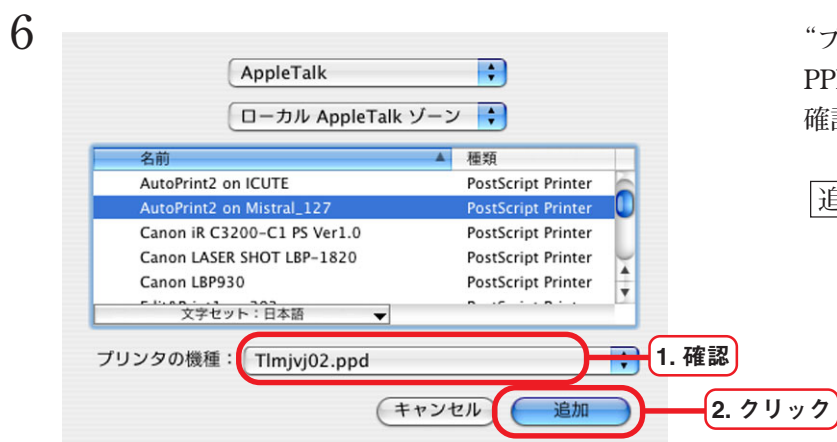 6
AppleTalk
ローカル AppleTalk ゾーン
名前 種類
AutoPrint2 on ICUTE PostScript Printer
AutoPrint2 on Mistral_127 PostScript Printer
Canon iR C3200-C1 PS Ver1.0 PostScript Printer
Canon LASER SHOT LBP-1820 PostScript Printer
Canon LBP930 PostScript Printer
文字セット：日本語
プリンタの機種： Tlmjvj02.ppd
1. 確認
キャンセル 追加
2. クリック
“フ
PP
確
追